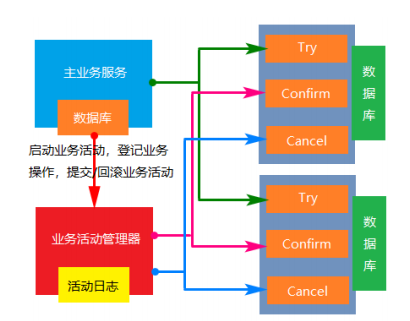 主业务服务
数据库
启动业务活动，登记业务
操作，提交/回滚业务活动
业务活动管理器
活动日志
Try
Confirm
Cancel
数
据
库
Try
Confirm
Cancel
数
据
库